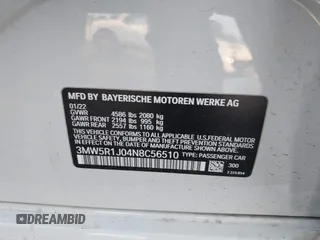 MFD BY BAYERISCHE MOTOREN WERKE AG
01/22
GVWR 4586 lbs 2080 kg
GAWR FRONT 2194 lbs 995 kg
GAWR REAR 2557 lbs 1160 kg
THIS VEHICLE CONFORMS TO ALL APPLICABLE U.S. FEDERAL MOTOR
VEHICLE SAFETY, BUMPER, AND THEFT PREVENTION STANDARDS
IN EFFECT ON THE DATE OF MANUFACTURE SHOWN ABOVE.
3MW5R1J04N8C56510 TYPE: PASSENGER CAR
300
DREAMBID
DREAMBID.COM